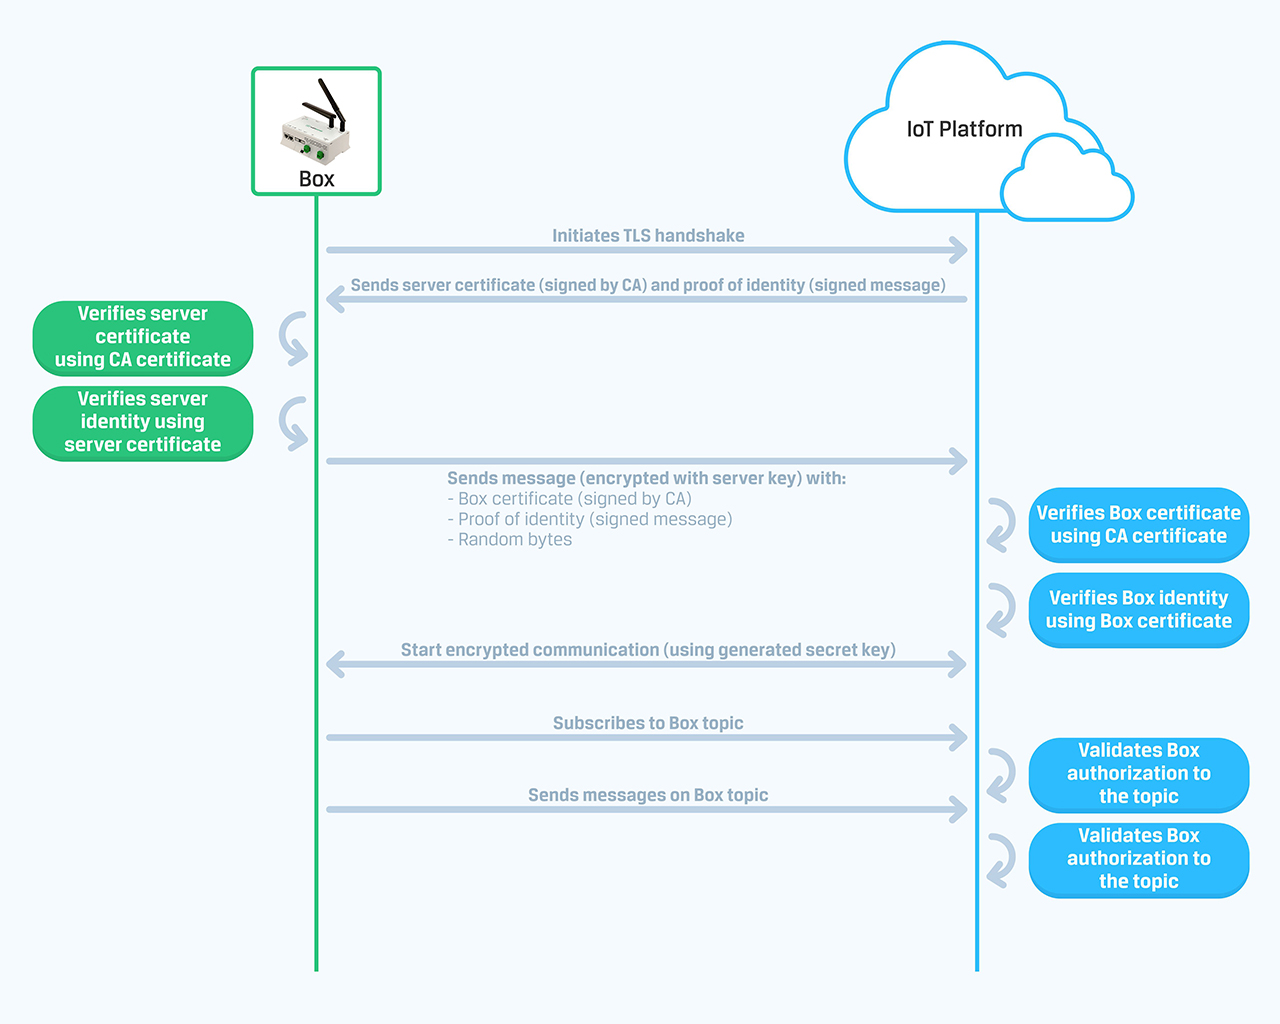 IoT Platform
Box
Initiates TLS handshake
Sends server certificate (signed by CA) and proof of identity (signed message)
Verifies server
certificate
using CA certificate
Verifies server
identity using
server certificate
Sends message (encrypted with server key) with:
- Box certificate (signed by CA)
- Proof of identity (signed message)
- Random bytes
Verifies Box certificate
using CA certificate
Verifies Box identity
using Box certificate
Start encrypted communication (using generated secret key)
Subscribes to Box topic
Validates Box
authorization to
the topic
Sends messages on Box topic
Validates Box
authorization to
the topic